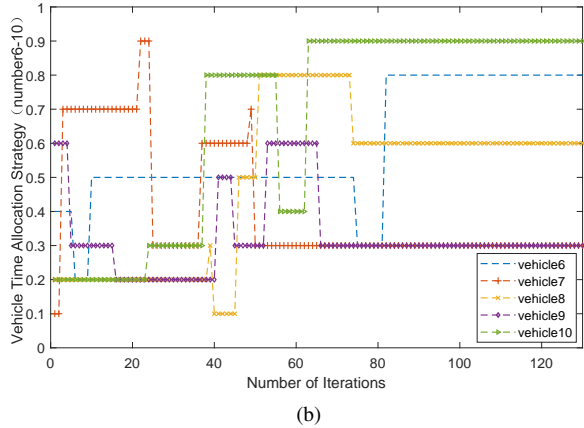 Vehicle Time Allocation Strategy（number6-10）
1
0.9
0.8
0.7
0.6
0.5
0.4
0.3
0.2
0.1
0
0 20 40 60 80 100 120
Number of Iterations
vehicle6
vehicle7
vehicle8
vehicle9
vehicle10
(b)